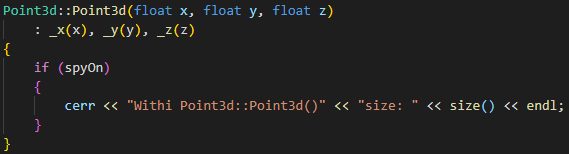 Point3d::Point3d(float x, float y, float z)
    : _x(x), _y(y), _z(z)
{
    if (spyOn)
    {
        cerr << "Withi Point3d::Point3d()" << "size: " << size() << endl;
    }
}